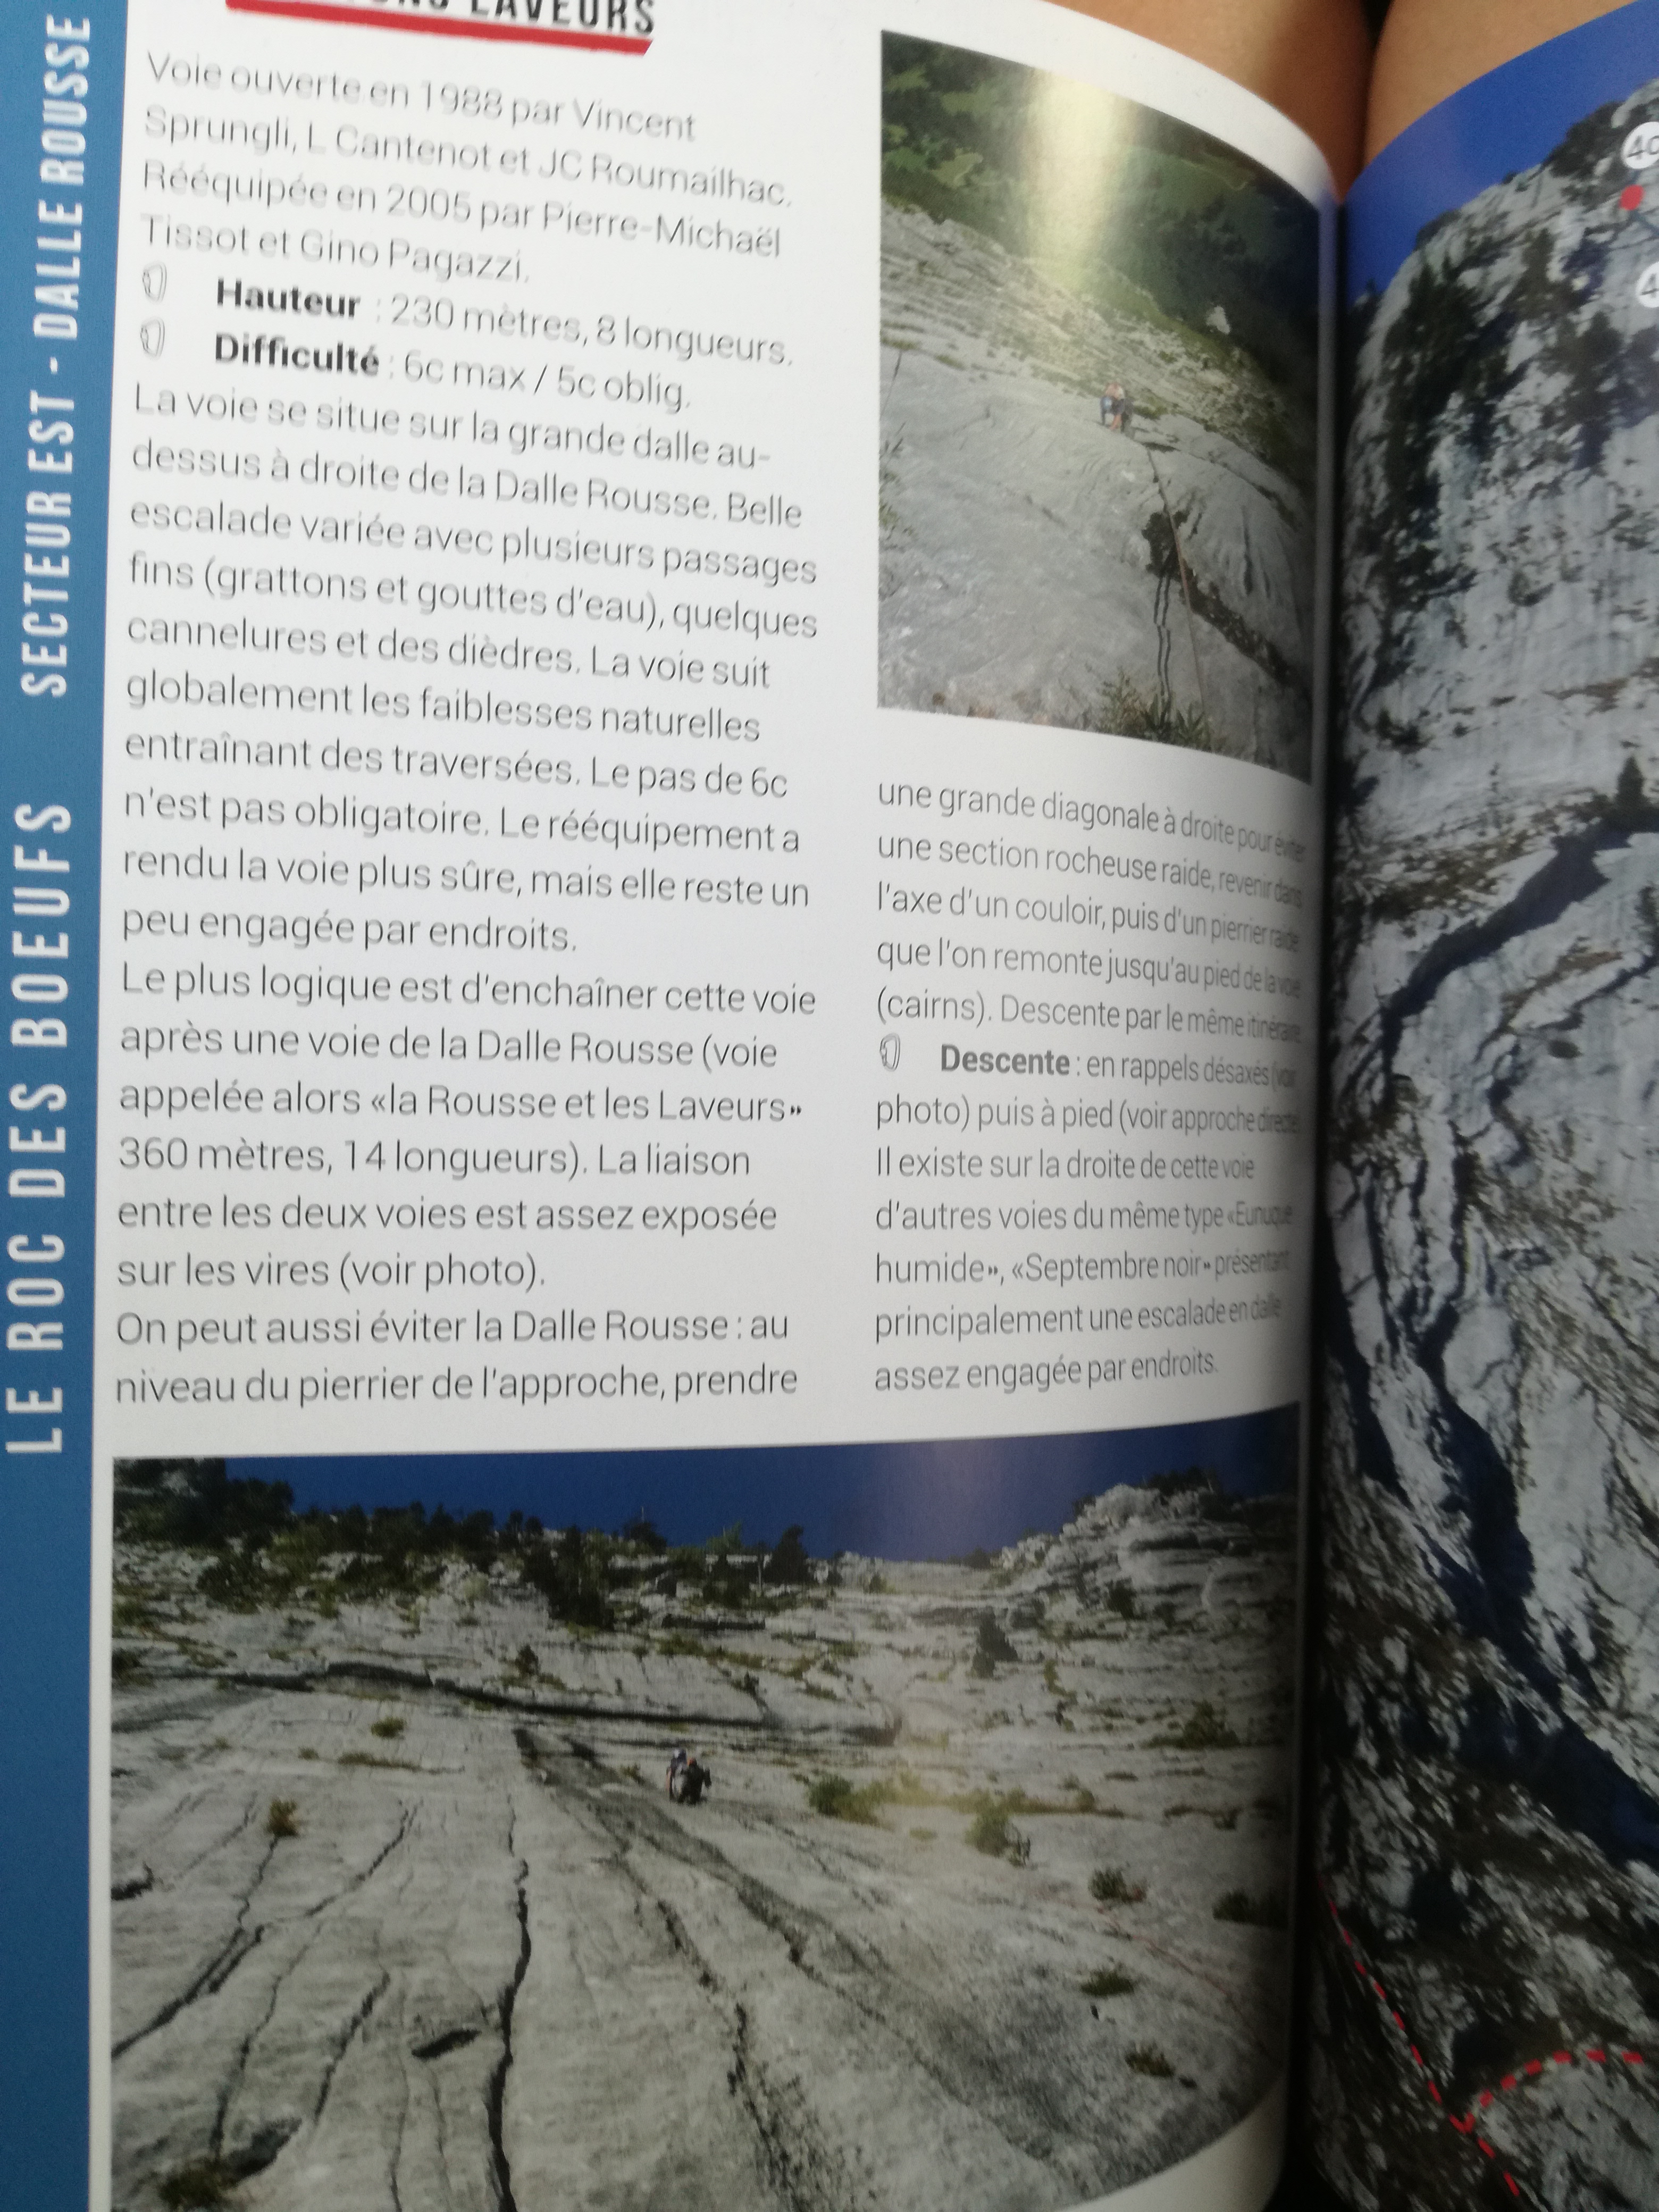 LAVEURS
Voie ouverte en 1988 par Vincent
Sprungli, L Cantenot et JC Roumailhac.
Rééquipée en 2005 par Pierre-Michaël
Tissot et Gino Pagazzi.
Hauteur : 230 mètres, 8 longueurs.
Difficulté : 6c max / 5c oblig.
La voie se situe sur la grande dalle au-
dessus à droite de la Dalle Rousse. Belle
escalade variée avec plusieurs passages
fins (grattons et gouttes d'eau), quelques
cannelures et des dièdres. La voie suit
globalement les faiblesses naturelles
entraînant des traversées. Le pas de 6c
n'est pas obligatoire. Le rééquipement a
rendu la voie plus sûre, mais elle reste un
peu engagée par endroits.
Le plus logique est d'enchaîner cette voie
après une voie de la Dalle Rousse (voie
appelée alors «la Rousse et les Laveurs»
360 mètres, 14 longueurs). La liaison
entre les deux voies est assez exposée
sur les vires (voir photo).
On peut aussi éviter la Dalle Rousse : au
niveau du pierrier de l'approche, prendre
une grande diagonale à droite pour éviter
une section rocheuse raide, revenir dans
l'axe d'un couloir, puis d'un pierrier raide
que l'on remonte jusqu'au pied de la voie
(cairns). Descente par le même itinéraire.
Descente : en rappels désaxés (voir
photo) puis à pied (voir approche directe)
Il existe sur la droite de cette voie
d'autres voies du même type «Eunuque
humide», «Septembre noir» présentant
principalement une escalade en dalle
assez engagée par endroits.
LE ROC DES BOEUFS SECTEUR EST - DALLE ROUSSE
40